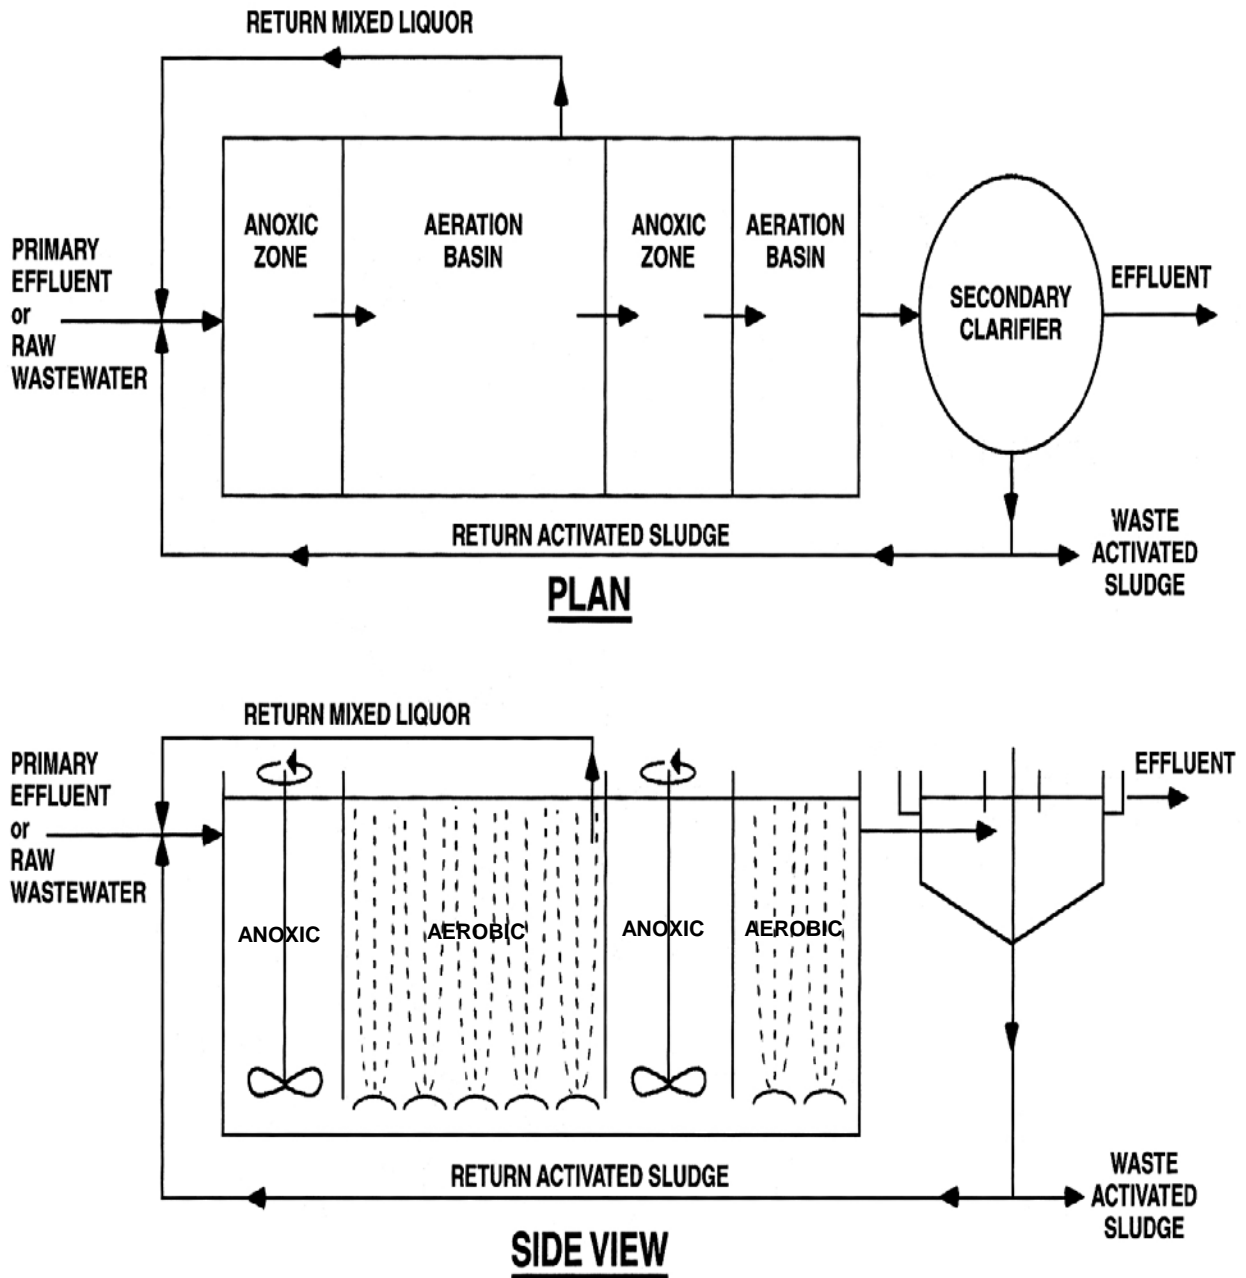 RETURN MIXED LIQUOR
ANOXIC
ZONE
AERATION
BASIN
ANOXIC
ZONE
AERATION
BASIN
PRIMARY
EFFLUENT
or
RAW
WASTEWATER
SECONDARY
CLARIFIER
EFFLUENT
RETURN ACTIVATED SLUDGE
WASTE
ACTIVATED
SLUDGE
PLAN
RETURN MIXED LIQUOR
PRIMARY
EFFLUENT
or
RAW
WASTEWATER
EFFLUENT
ANOXIC
AEROBIC
ANOXIC
AEROBIC
RETURN ACTIVATED SLUDGE
WASTE
ACTIVATED
SLUDGE
SIDE VIEW